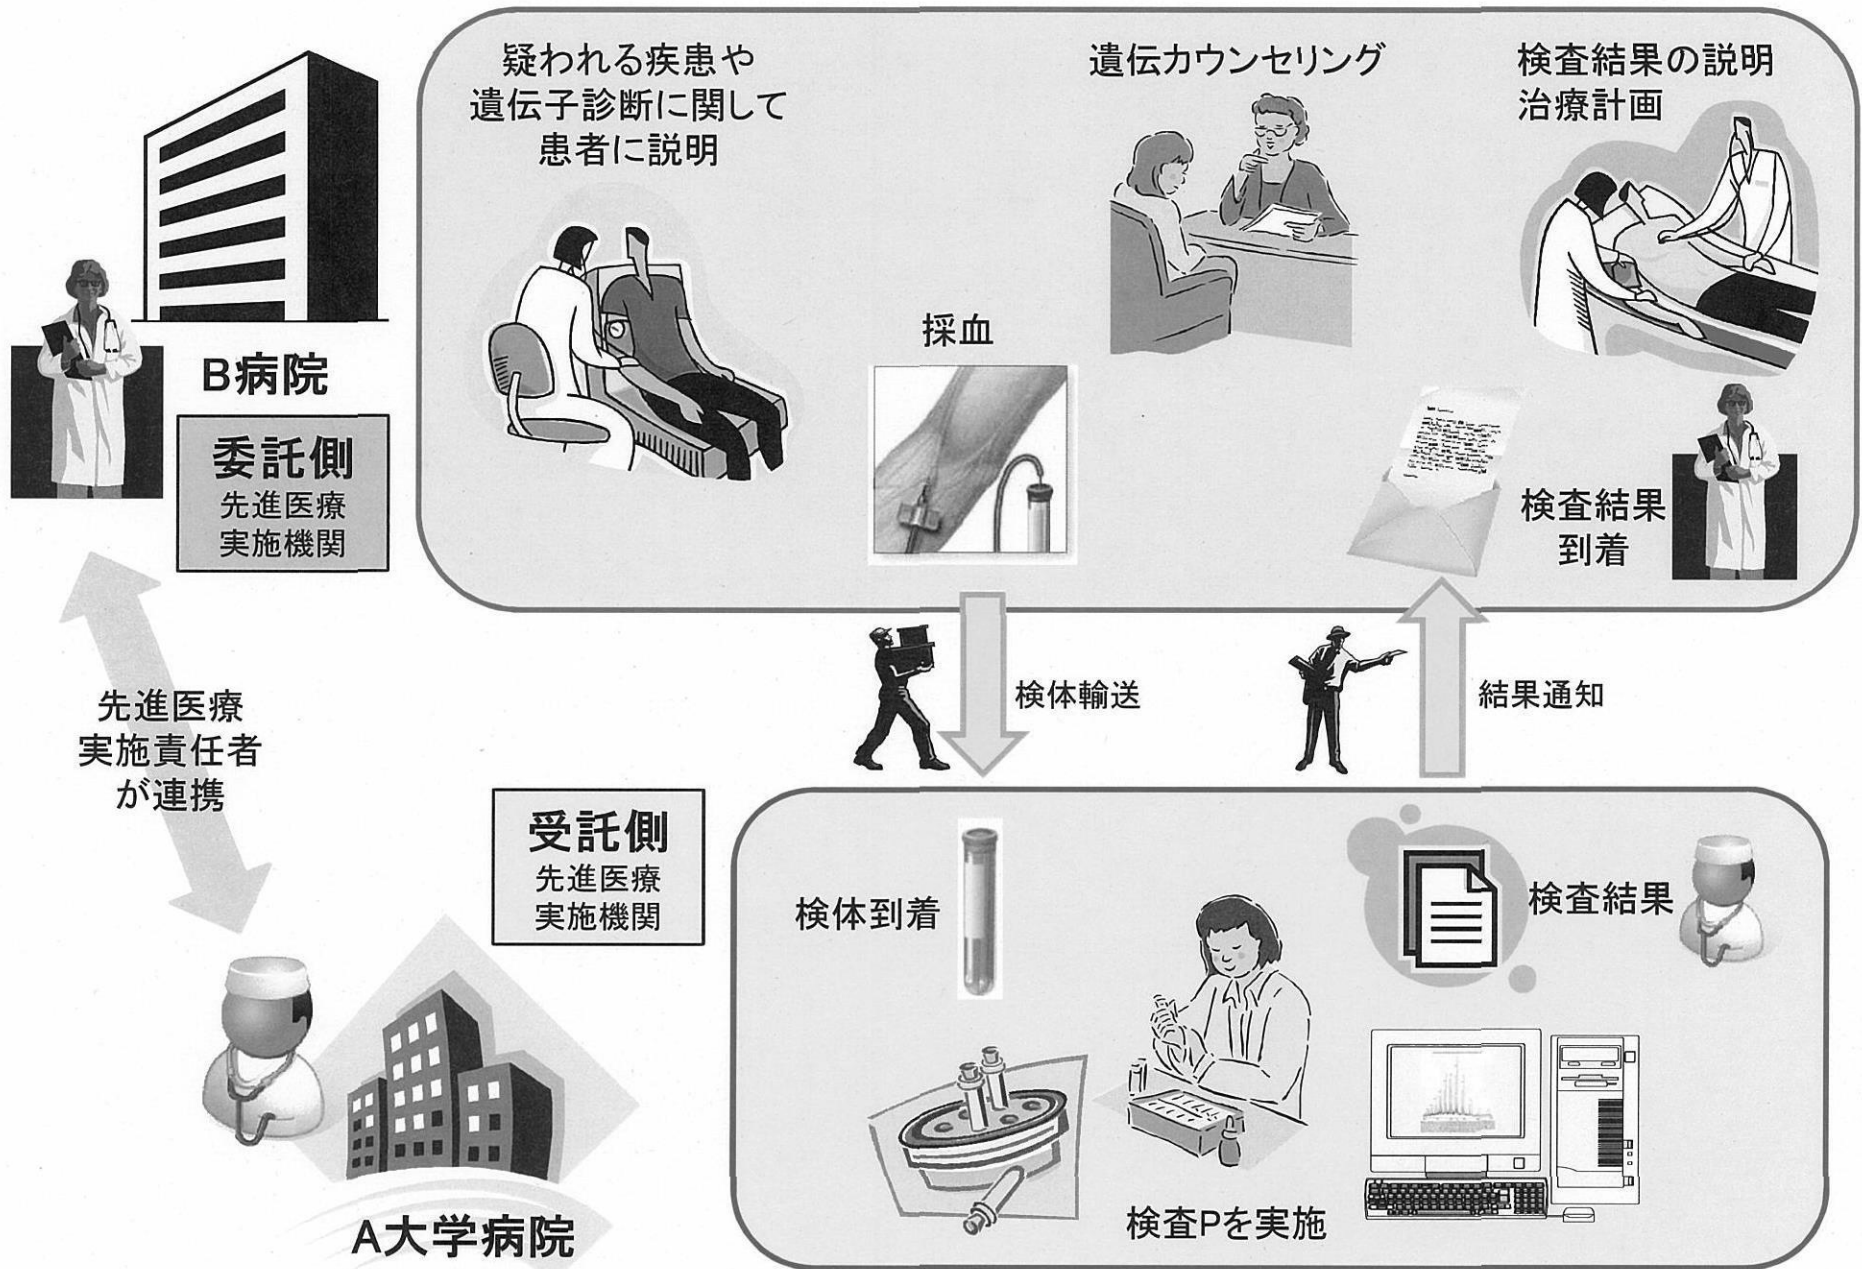 疑われる疾患や
遺伝子診断に関して
患者に説明
遺伝カウンセリング
検査結果の説明
治療計画
採血
B病院
委託側
先進医療
実施機関
検査結果
到着
検体輸送
結果通知
先進医療
実施責任者
が連携
受託側
先進医療
実施機関
検体到着
検査結果
検査Pを実施
A大学病院